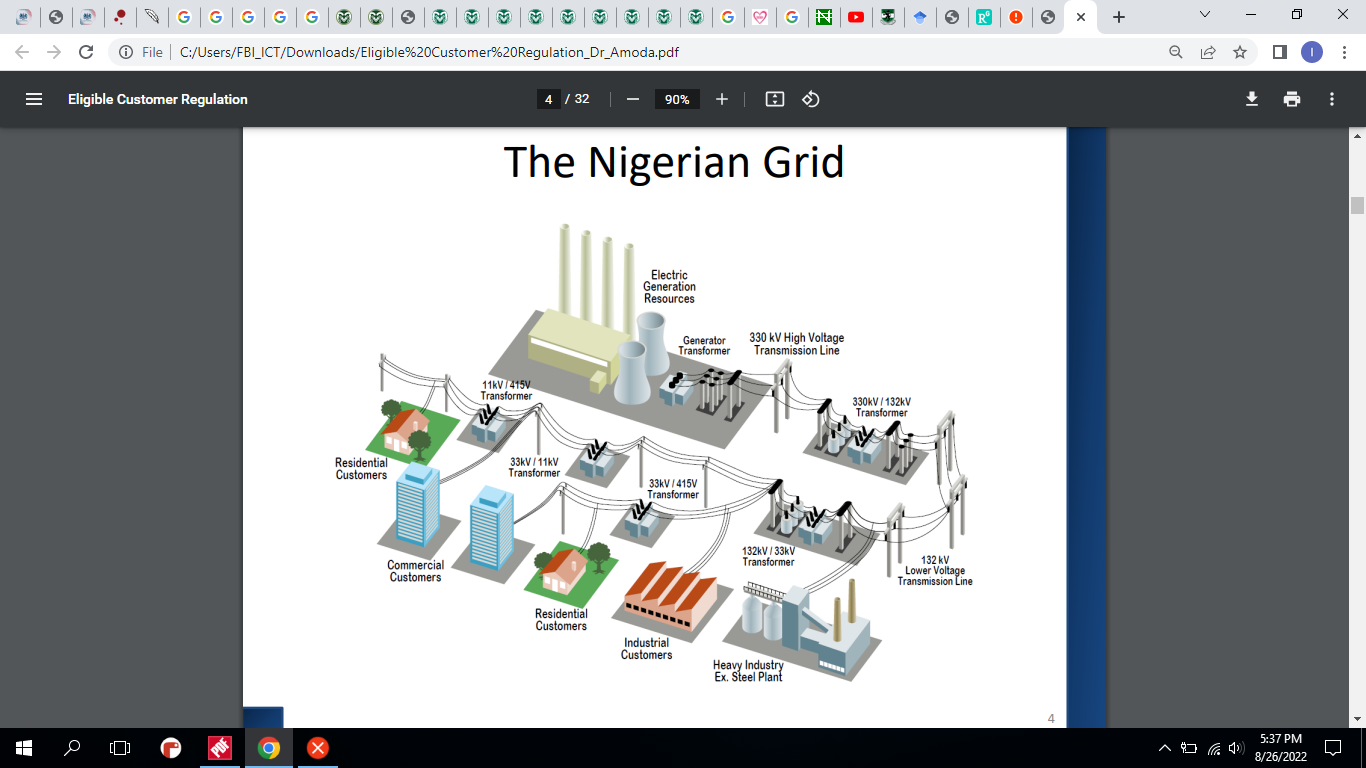 File
C:/Users/FBI_ICT/Downloads/Eligible%20Customer%20Regulation_Dr_Amoda.pdf
I
Eligible Customer Regulation
4 / 32
90%
The Nigerian Grid
Electric
Generation
Resources
Generator
Transformer
330 kV High Voltage
Transmission Line
11kV / 415V
Transformer
330kV / 132kV
Transformer
Residential
Customers
33kV / 11kV
Transformer
33kV / 415V
Transformer
132kV / 33kV
Transformer
132 kV
Lower Voltage
Transmission Line
Commercial
Customers
Residential
Customers
Industrial
Customers
Heavy Industry
Ex. Steel Plant
4
PDF
5:37 PM
8/26/2022